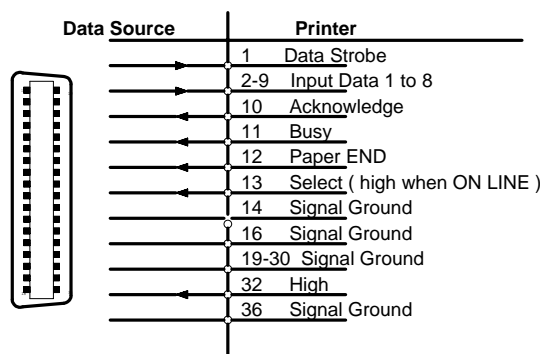 Data Source Printer
1 Data Strobe
2-9 Input Data 1 to 8
10 Acknowledge
11 Busy
12 Paper END
13 Select ( high when ON LINE )
14 Signal Ground
16 Signal Ground
19-30 Signal Ground
32 High
36 Signal Ground